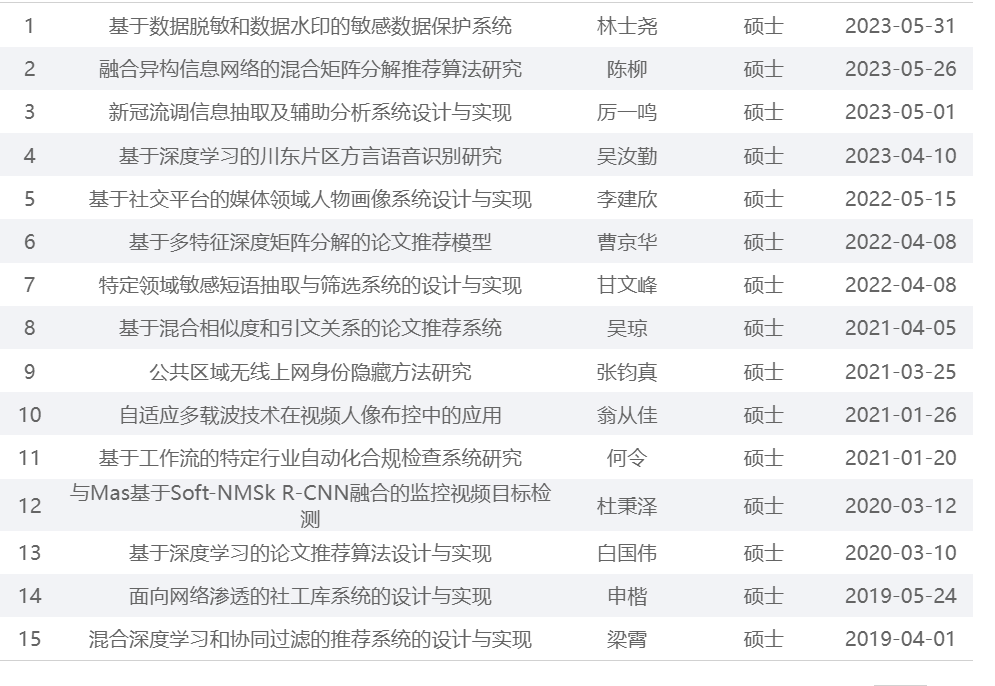 1 基于数据脱敏和数据水印的敏感数据保护系统 林士尧 硕士 2023-05-31
2 融合异构信息网络的混合矩阵分解推荐算法研究 陈柳 硕士 2023-05-26
3 新冠流调信息抽取及辅助分析系统设计与实现 厉一鸣 硕士 2023-05-01
4 基于深度学习的川东片区方言语音识别研究 吴汝勤 硕士 2023-04-10
5 基于社交平台的媒体领域人物画像系统设计与实现 李建欣 硕士 2022-05-15
6 基于多特征深度矩阵分解的论文推荐模型 曹京华 硕士 2022-04-08
7 特定领域敏感短语抽取与筛选系统的设计与实现 甘文峰 硕士 2022-04-08
8 基于混合相似度和引文关系的论文推荐系统 吴琼 硕士 2021-04-05
9 公共区域无线上网身份隐藏方法研究 张钧真 硕士 2021-03-25
10 自适应多载波技术在视频人像布控中的应用 翁从佳 硕士 2021-01-26
11 基于工作流的特定行业自动化合规检查系统研究 何令 硕士 2021-01-20
12 与Mas基于Soft-NMSk R-CNN融合的监控视频目标检
测 杜秉泽 硕士 2020-03-12
13 基于深度学习的论文推荐算法设计与实现 白国伟 硕士 2020-03-10
14 面向网络渗透的社工库系统的设计与实现 申楷 硕士 2019-05-24
15 混合深度学习和协同过滤的推荐系统的设计与实现 梁霄 硕士 2019-04-01